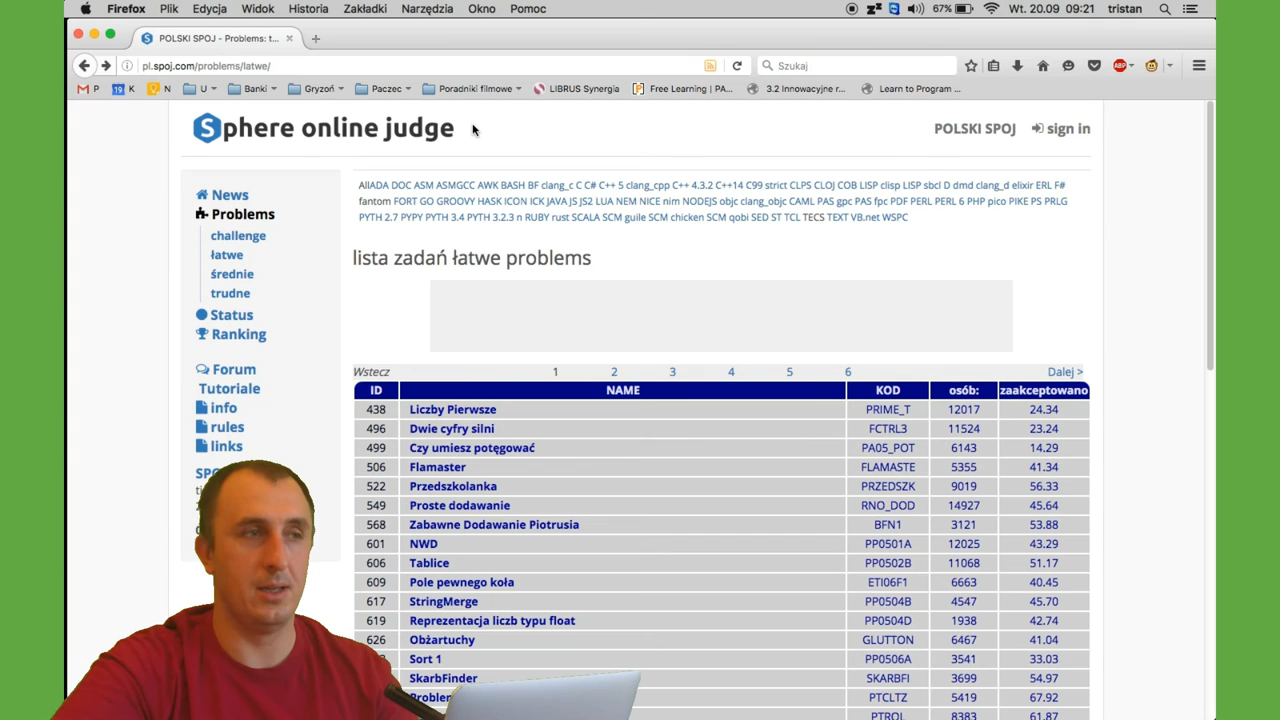 Firefox Plik Edycja Widok Historia Zakładki Narzędzia Okno Pomoc 67% Wt. 20.09 09:21 tristan
POLSKI SPOJ - Problems: t...
pl.spoj.com/problems/latwe/ Szukaj
M P 19 K N U Banki Gryzoń Paczec Poradniki filmowe LIBRUS Synergia Free Learning | PA... 3.2 Innowacyjne r... Learn to Program ...
Sphere online judge POLSKI SPOJ sign in
News
Problems
challenge
łatwe
średnie
trudne
Status
Ranking
Forum
Tutoriale
info
rules
links
SPO
AllADA DOC ASM ASMGCC AWK BASH BF clang_c C C# C++ 5 clang_cpp C++ 4.3.2 C++14 C99 strict CLPS CLOJ COB LISP clisp LISP sbcl D dmd clang_d elixir ERL F#
fantom FORT GO GROOVY HASK ICON ICK JAVA JS JS2 LUA NEM NICE nim NODEJS objc clang_objc CAML PAS gpc PAS fpc PDF PERL PERL 6 PHP pico PIKE PS PRLG
PYTH 2.7 PYPY PYTH 3.4 PYTH 3.2.3 n RUBY rust SCALA SCM guile SCM chicken SCM qobi SED ST TCL TECS TEXT VB.net WSPC
lista zadań łatwe problems
Wstecz 1 2 3 4 5 6 Dalej >
ID NAME KOD osób: zaakceptowano
438 Liczby Pierwsze PRIME_T 12017 24.34
496 Dwie cyfry silni FCTRL3 11524 23.24
499 Czy umiesz potęgować PA05_POT 6143 14.29
506 Flamaster FLAMASTE 5355 41.34
522 Przedszkolanka PRZEDSZK 9019 56.33
549 Proste dodawanie RNO_DOD 14927 45.64
568 Zabawne Dodawanie Piotrusia BFN1 3121 53.88
601 NWD PP0501A 12025 43.29
606 Tablice PP0502B 11068 51.17
609 Pole pewnego koła ETI06F1 6663 40.45
617 StringMerge PP0504B 4547 45.70
619 Reprezentacja liczb typu float PP0504D 1938 42.74
626 Obżartuchy GLUTTON 6467 41.04
Sort 1 PP0506A 3541 33.03
SkarbFinder SKARBFI 3699 54.97
Problem PTCLTZ 5419 67.92
PTROL 8383 61.87